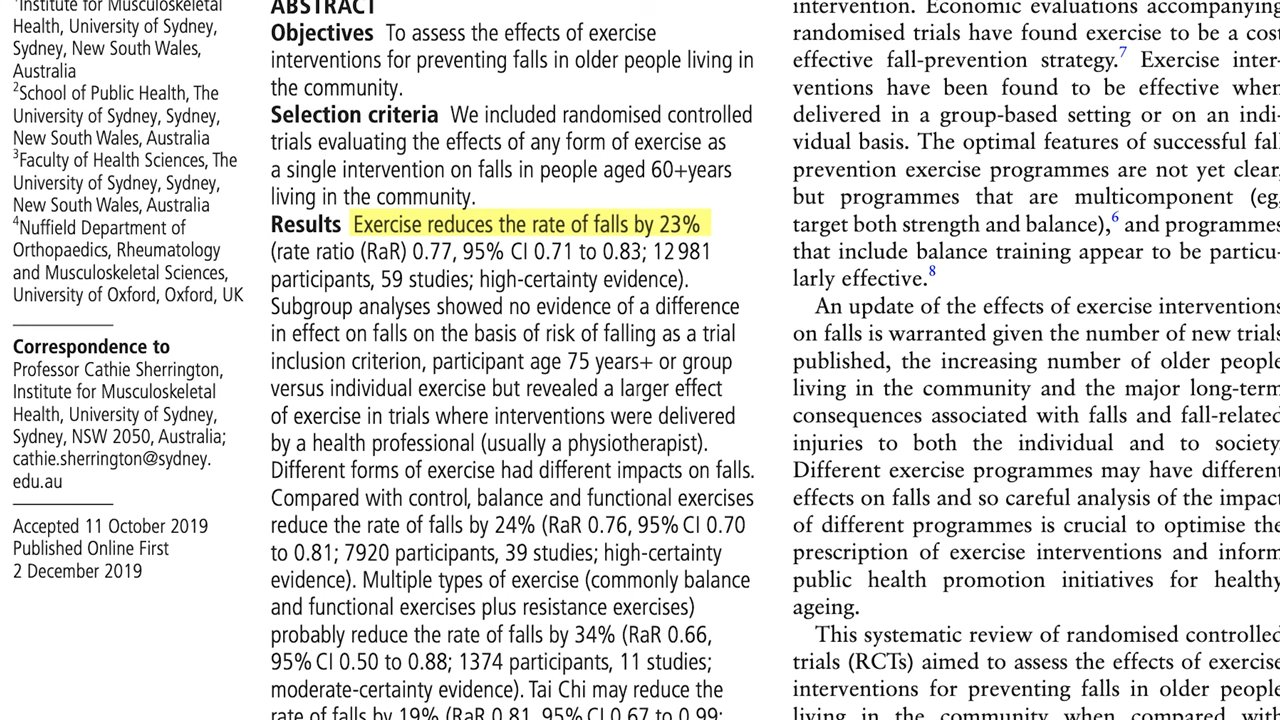 ¹Institute for Musculoskeletal
Health, University of Sydney,
Sydney, New South Wales,
Australia
²School of Public Health, The
University of Sydney, Sydney,
New South Wales, Australia
³Faculty of Health Sciences, The
University of Sydney, Sydney,
New South Wales, Australia
⁴Nuffield Department of
Orthopaedics, Rheumatology
and Musculoskeletal Sciences,
University of Oxford, Oxford, UK
Correspondence to
Professor Cathie Sherrington,
Institute for Musculoskeletal
Health, University of Sydney,
Sydney, NSW 2050, Australia;
cathie.sherrington@sydney.
edu.au
Accepted 11 October 2019
Published Online First
2 December 2019
ABSTRACT
Objectives To assess the effects of exercise
interventions for preventing falls in older people living in
the community.
Selection criteria We included randomised controlled
trials evaluating the effects of any form of exercise as
a single intervention on falls in people aged 60+years
living in the community.
Results Exercise reduces the rate of falls by 23%
(rate ratio (RaR) 0.77, 95% CI 0.71 to 0.83; 12 981
participants, 59 studies; high-certainty evidence).
Subgroup analyses showed no evidence of a difference
in effect on falls on the basis of risk of falling as a trial
inclusion criterion, participant age 75 years+ or group
versus individual exercise but revealed a larger effect
of exercise in trials where interventions were delivered
by a health professional (usually a physiotherapist).
Different forms of exercise had different impacts on falls.
Compared with control, balance and functional exercises
reduce the rate of falls by 24% (RaR 0.76, 95% CI 0.70
to 0.81; 7920 participants, 39 studies; high-certainty
evidence). Multiple types of exercise (commonly balance
and functional exercises plus resistance exercises)
probably reduce the rate of falls by 34% (RaR 0.66,
95% CI 0.50 to 0.88; 1374 participants, 11 studies;
moderate-certainty evidence). Tai Chi may reduce the
rate of falls by 19% (RaR 0.81, 95% CI 0.67 to 0.99;
intervention. Economic evaluations accompanying
randomised trials have found exercise to be a cost
effective fall-prevention strategy.⁷ Exercise inter-
ventions have been found to be effective when
delivered in a group-based setting or on an indi-
vidual basis. The optimal features of successful fall
prevention exercise programmes are not yet clear,
but programmes that are multicomponent (eg,
target both strength and balance),⁶ and programmes
that include balance training appear to be particu-
larly effective.⁸
An update of the effects of exercise interventions
on falls is warranted given the number of new trials
published, the increasing number of older people
living in the community and the major long-term
consequences associated with falls and fall-related
injuries to both the individual and to society.
Different exercise programmes may have different
effects on falls and so careful analysis of the impact
of different programmes is crucial to optimise the
prescription of exercise interventions and inform
public health promotion initiatives for healthy
ageing.
This systematic review of randomised controlled
trials (RCTs) aimed to assess the effects of exercise
interventions for preventing falls in older people
living in the community when compared with